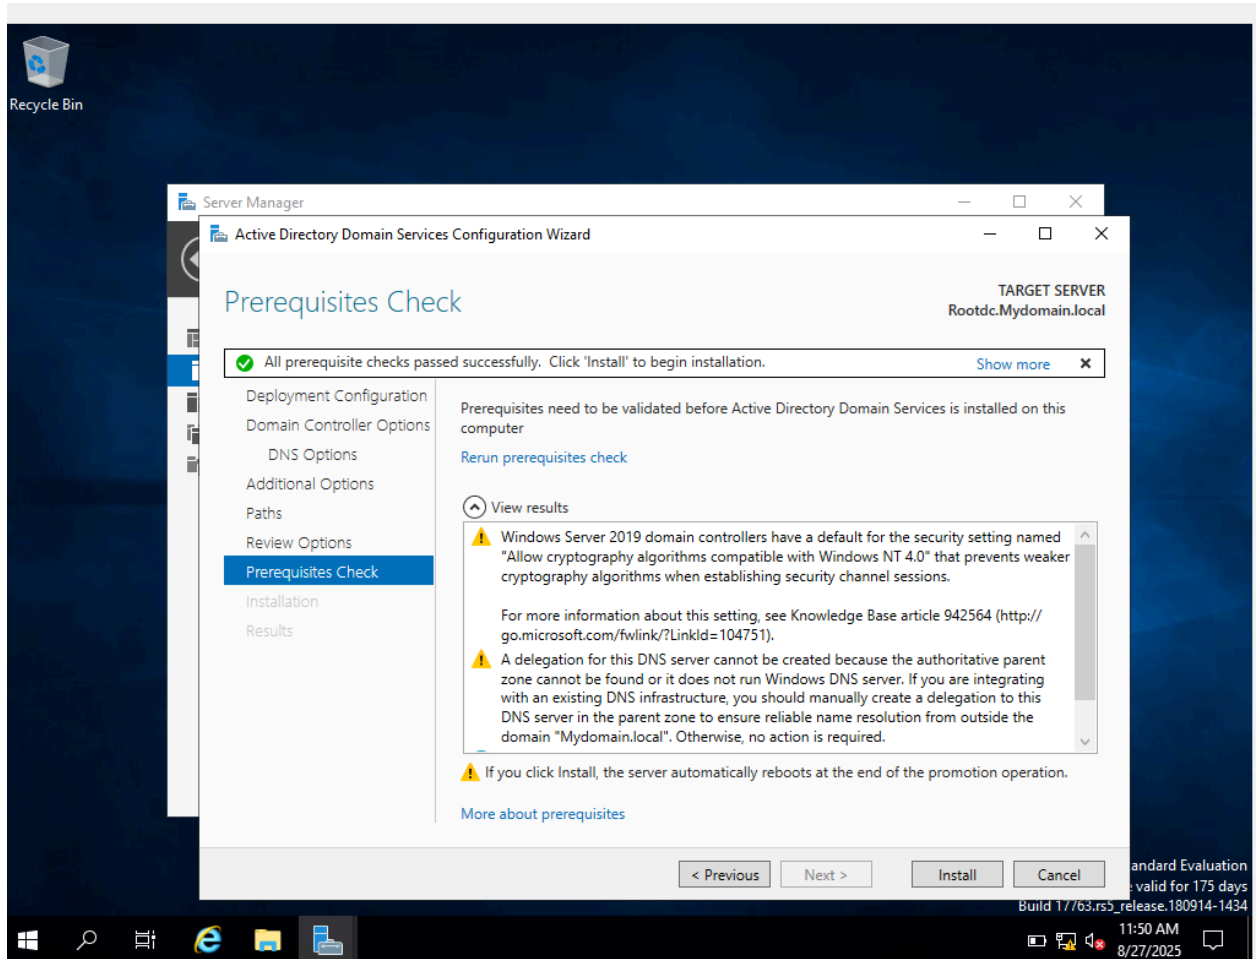 Recycle Bin
Server Manager
Active Directory Domain Services Configuration Wizard
Prerequisites Check
TARGET SERVER
Rootdc.Mydomain.local
All prerequisite checks passed successfully. Click 'Install' to begin installation.
Show more
Deployment Configuration
Domain Controller Options
DNS Options
Additional Options
Paths
Review Options
Prerequisites Check
Installation
Results
Prerequisites need to be validated before Active Directory Domain Services is installed on this
computer
Rerun prerequisites check
View results
Windows Server 2019 domain controllers have a default for the security setting named
"Allow cryptography algorithms compatible with Windows NT 4.0" that prevents weaker
cryptography algorithms when establishing security channel sessions.
For more information about this setting, see Knowledge Base article 942564 (http://
go.microsoft.com/fwlink/?LinkId=104751).
A delegation for this DNS server cannot be created because the authoritative parent
zone cannot be found or it does not run Windows DNS server. If you are integrating
with an existing DNS infrastructure, you should manually create a delegation to this
DNS server in the parent zone to ensure reliable name resolution from outside the
domain "Mydomain.local". Otherwise, no action is required.
If you click Install, the server automatically reboots at the end of the promotion operation.
More about prerequisites
< Previous
Next >
Install
Cancel
andard Evaluation
valid for 175 days
Build 17763.rs5_release.180914-1434
11:50 AM
8/27/2025